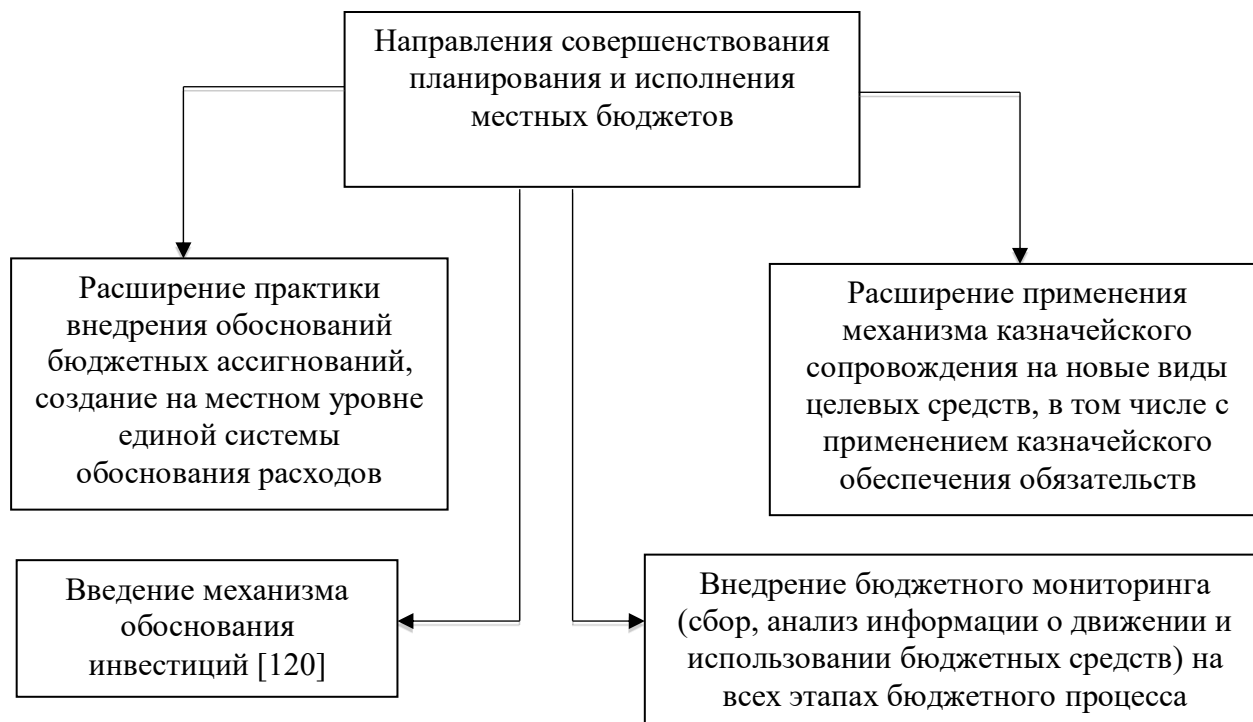 Направления совершенствования
планирования и исполнения
местных бюджетов
Расширение практики
внедрения обоснований
бюджетных ассигнований,
создание на местном уровне
единой системы
обоснования расходов
Расширение применения
механизма казначейского
сопровождения на новые виды
целевых средств, в том числе с
применением казначейского
обеспечения обязательств
Введение механизма
обоснования
инвестиций [120]
Внедрение бюджетного мониторинга
(сбор, анализ информации о движении и
использовании бюджетных средств) на
всех этапах бюджетного процесса